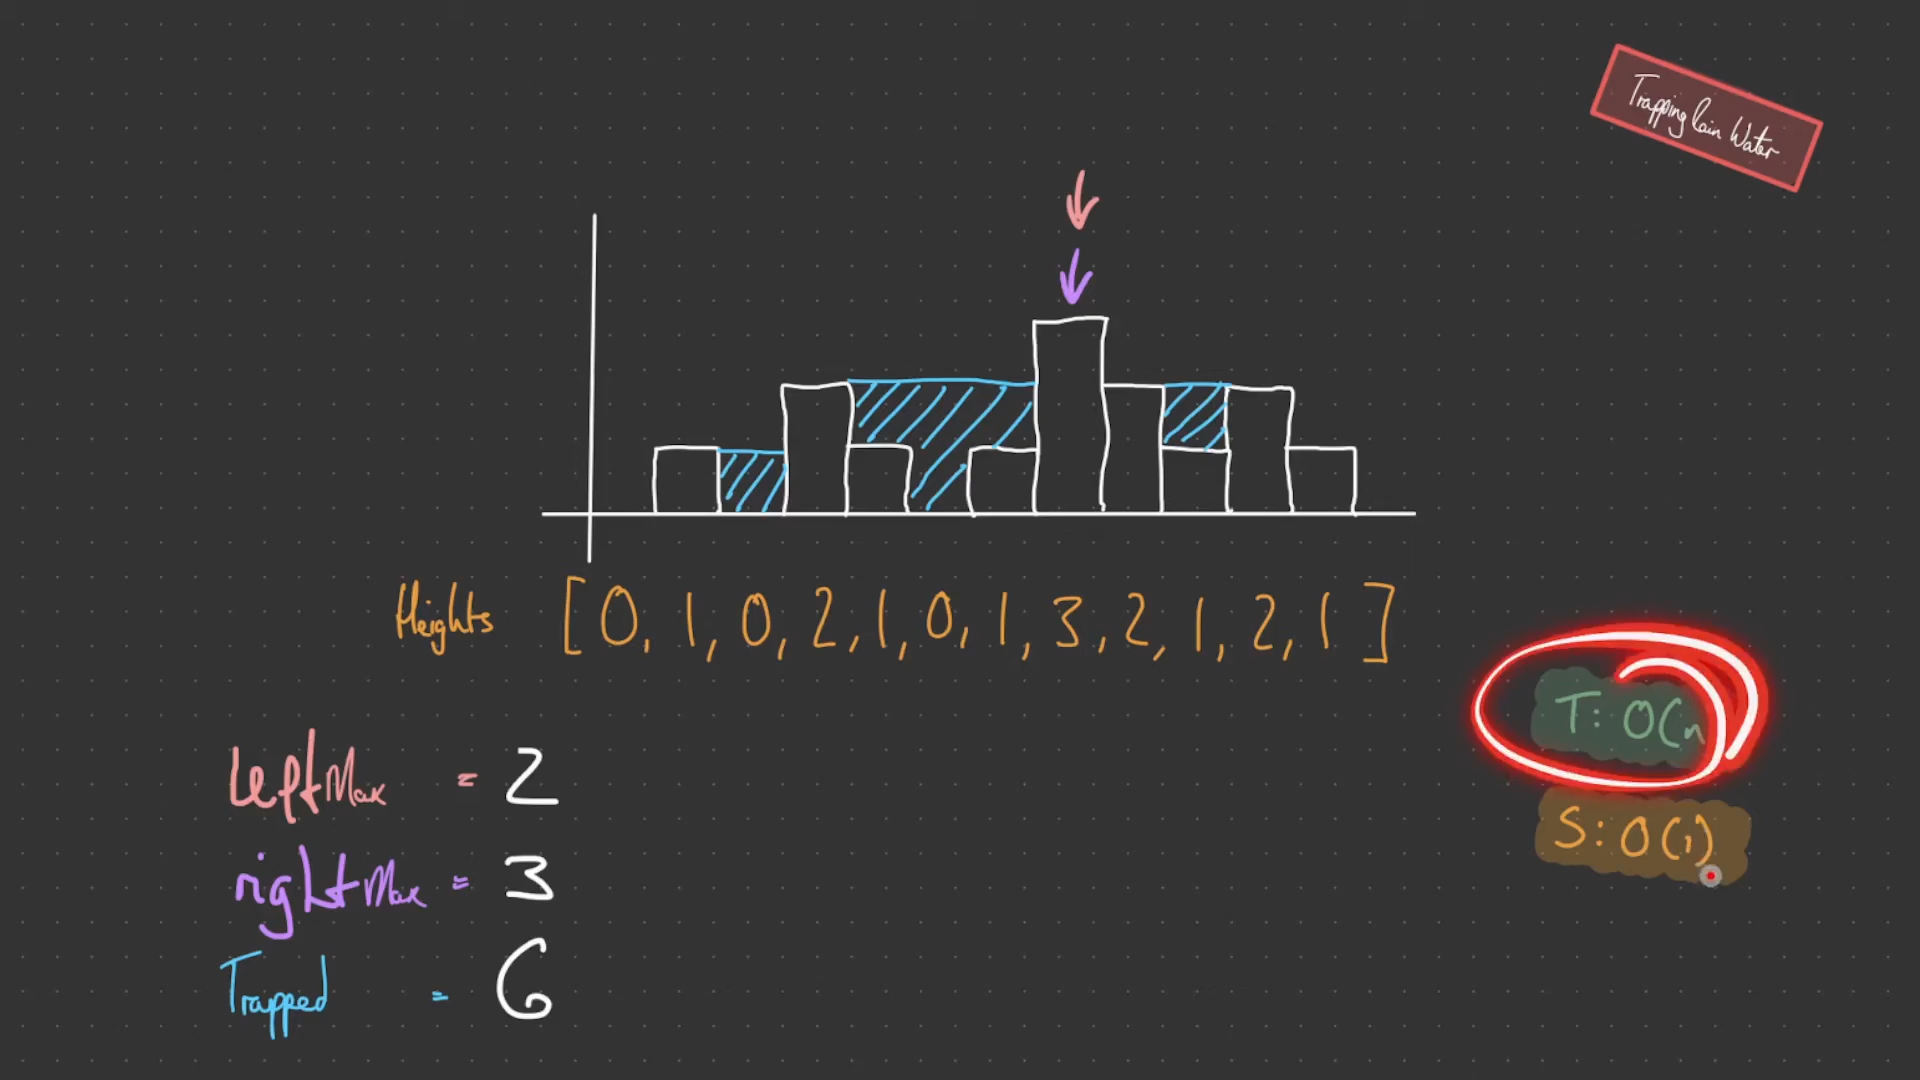 Trapping Rain Water
Heights [0, 1, 0, 2, 1, 0, 1, 3, 2, 1, 2, 1]
T: O(n
S: O(1)
leftMax = 2
rightMax = 3
Trapped = 6